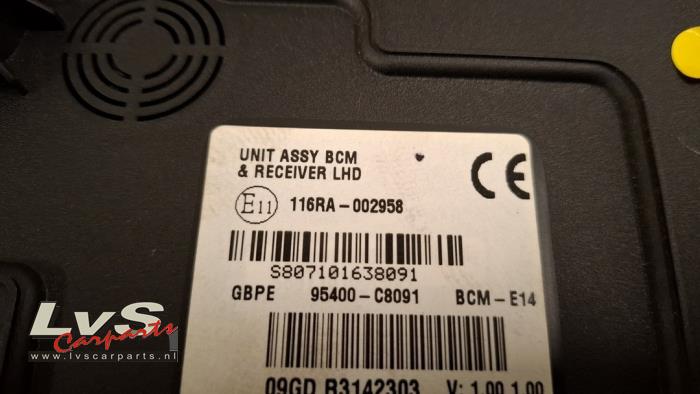 UNIT ASSY BCM
& RECEIVER LHD
CE
E11 116RA-002958
S807101638091
GBPE 95400-C8091 BCM-E14
09GD R3142303 V: 1.00 1.00
LvS
Carparts
www.lvscarparts.nl